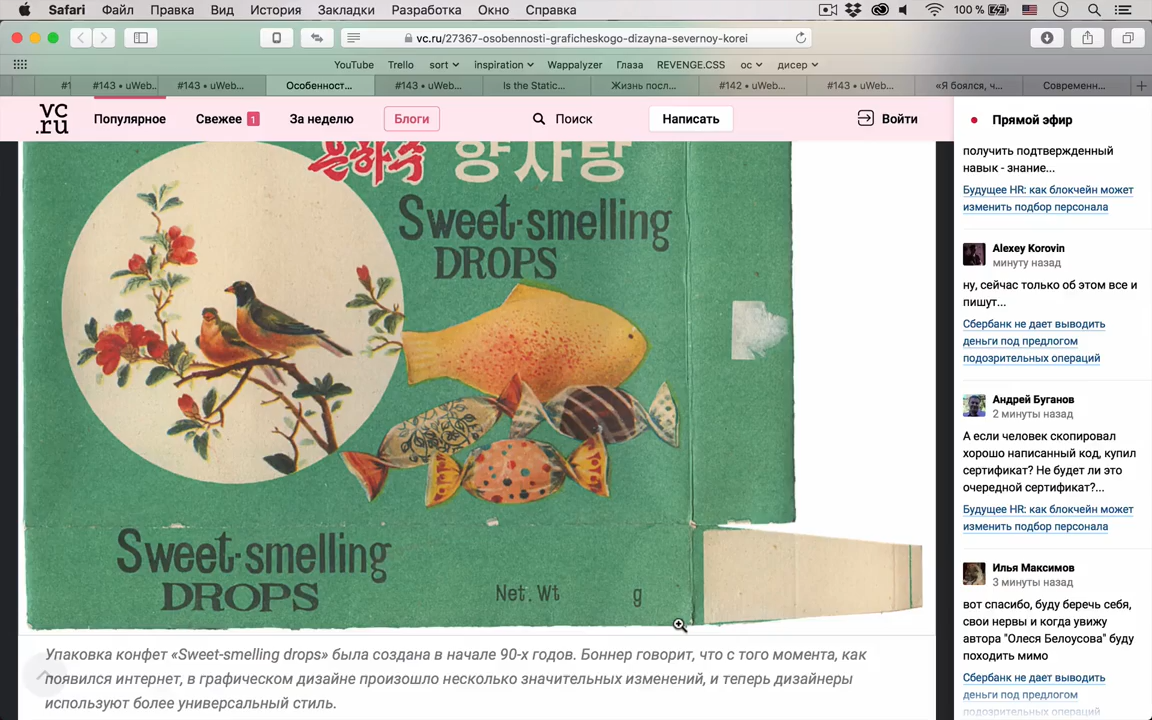 Safari Файл Правка Вид История Закладки Разработка Окно Справка 100 %
vc.ru/27367-osobennosti-graficheskogo-dizayna-severnoy-korei
YouTube Trello sort inspiration Wappalyzer Глаза REVENGE.CSS ос дисер
#1 #143 • uWeb... #143 • uWeb... Особенност... #143 • uWeb... Is the Static... Жизнь посл... #142 • uWeb... #143 • uWeb... «Я боялся, ч... Современн...
vc.ru Популярное Свежее 1 За неделю Блоги Поиск Написать Войти
은하수 향사탕
Sweet-smelling
DROPS
Sweet-smelling
DROPS
Net. Wt g
Упаковка конфет «Sweet-smelling drops» была создана в начале 90-х годов. Боннер говорит, что с того момента, как
появился интернет, в графическом дизайне произошло несколько значительных изменений, и теперь дизайнеры
используют более универсальный стиль.
Прямой эфир
получить подтвержденный
навык - знание...
Будущее HR: как блокчейн может
изменить подбор персонала
Alexey Korovin
минуту назад
ну, сейчас только об этом все и
пишут...
Сбербанк не дает выводить
деньги под предлогом
подозрительных операций
Андрей Буганов
2 минуты назад
А если человек скопировал
хорошо написанный код, купил
сертификат? Не будет ли это
очередной сертификат?...
Будущее HR: как блокчейн может
изменить подбор персонала
Илья Максимов
3 минуты назад
вот спасибо, буду беречь себя,
свои нервы и когда увижу
автора "Олеся Белоусова" буду
походить мимо
Сбербанк не дает выводить
деньги под предлогом
подозрительных операций